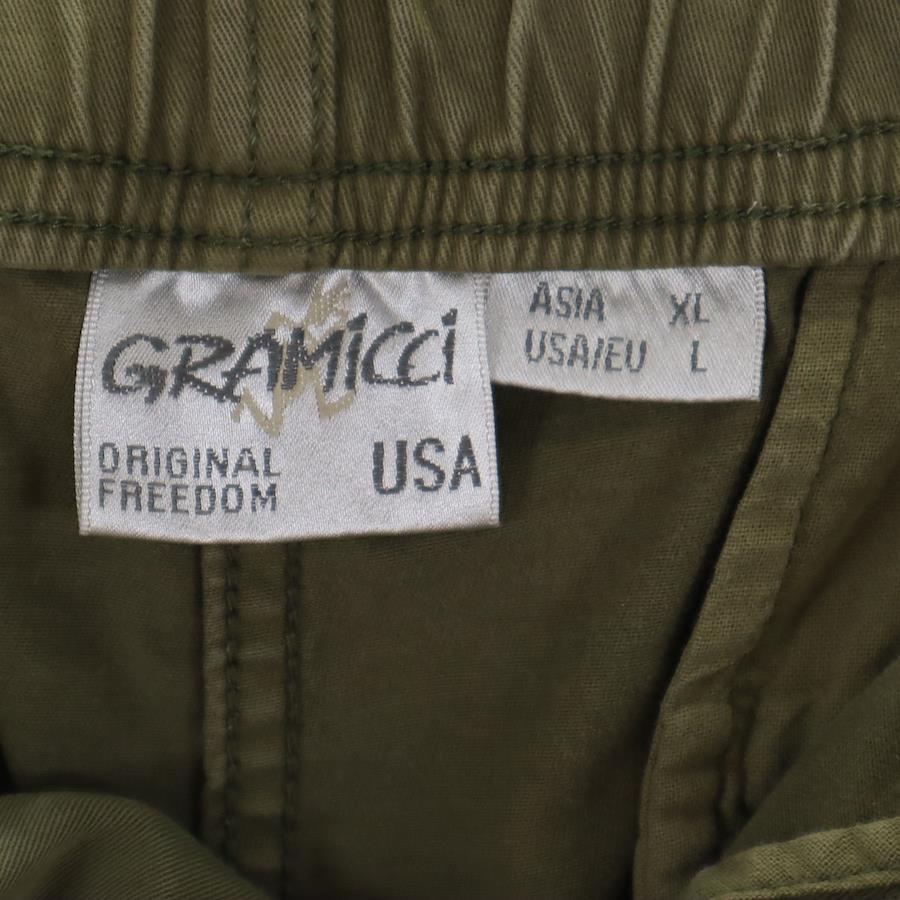 GRAMiCCi
ORIGINAL
FREEDOM
USA
ASIA XL
USA/EU L